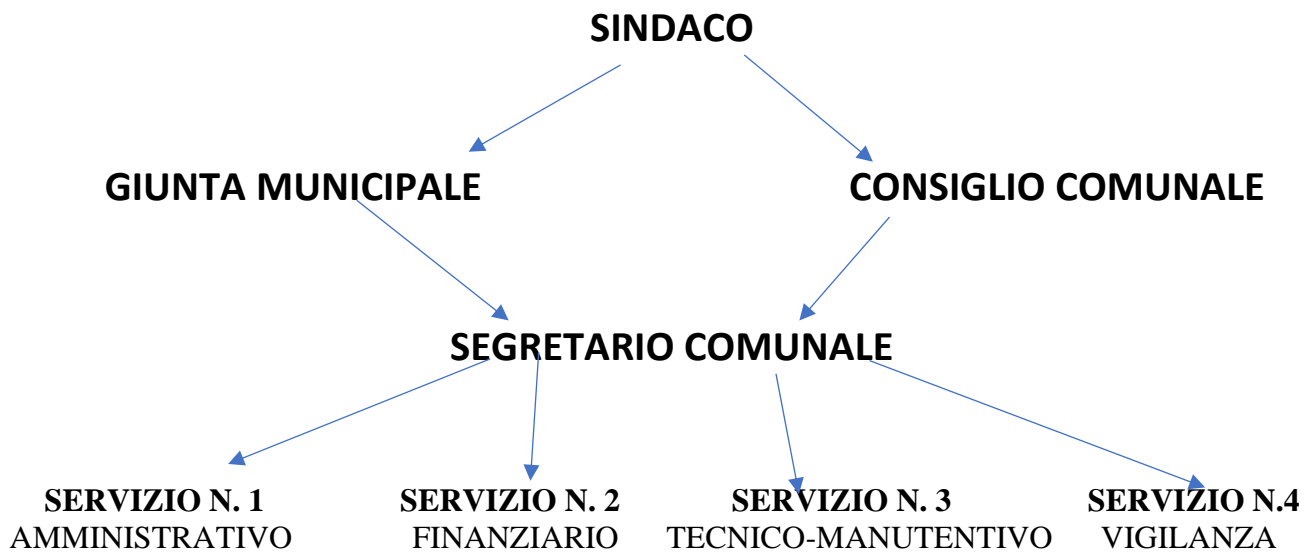 SINDACO
GIUNTA MUNICIPALE
CONSIGLIO COMUNALE
SEGRETARIO COMUNALE
SERVIZIO N. 1
AMMINISTRATIVO
SERVIZIO N. 2
FINANZIARIO
SERVIZIO N. 3
TECNICO-MANUTENTIVO
SERVIZIO N.4
VIGILANZA